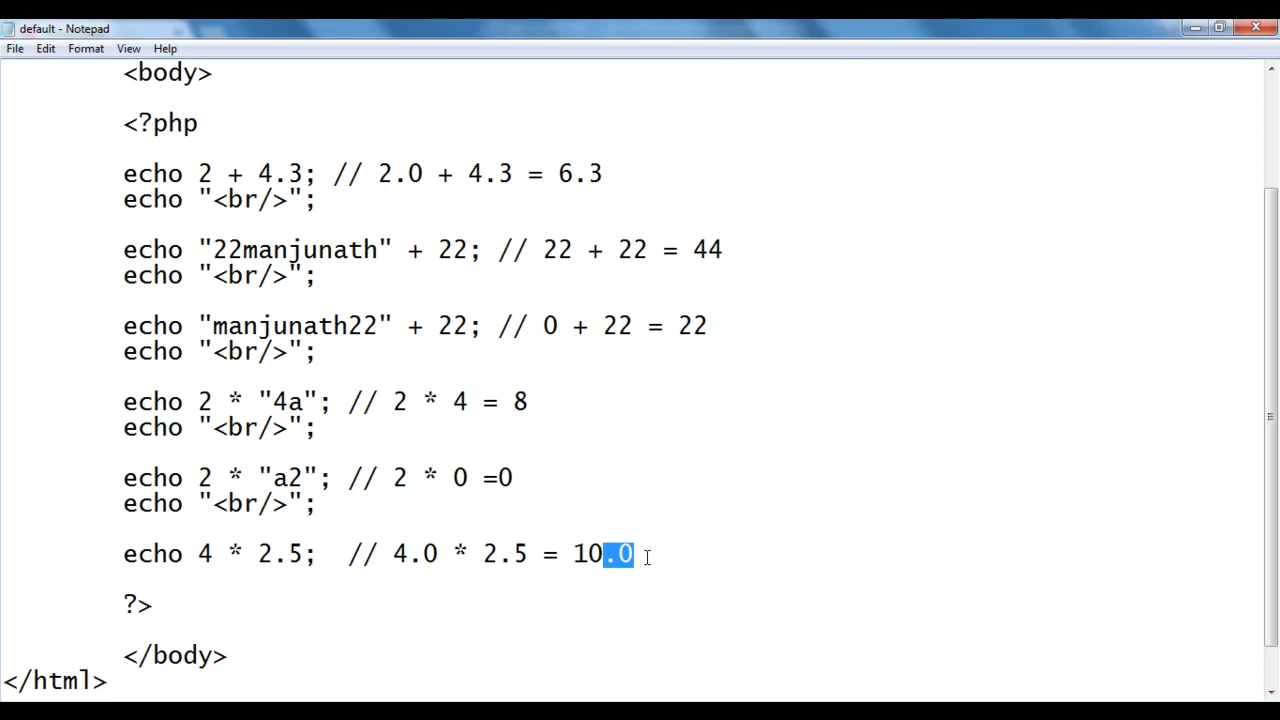 default - Notepad
File Edit Format View Help
<body>
<?php
echo 2 + 4.3; // 2.0 + 4.3 = 6.3
echo "<br/>";
echo "22manjunath" + 22; // 22 + 22 = 44
echo "<br/>";
echo "manjunath22" + 22; // 0 + 22 = 22
echo "<br/>";
echo 2 * "4a"; // 2 * 4 = 8
echo "<br/>";
echo 2 * "a2"; // 2 * 0 =0
echo "<br/>";
echo 4 * 2.5;  // 4.0 * 2.5 = 10.0
?>
</body>
</html>